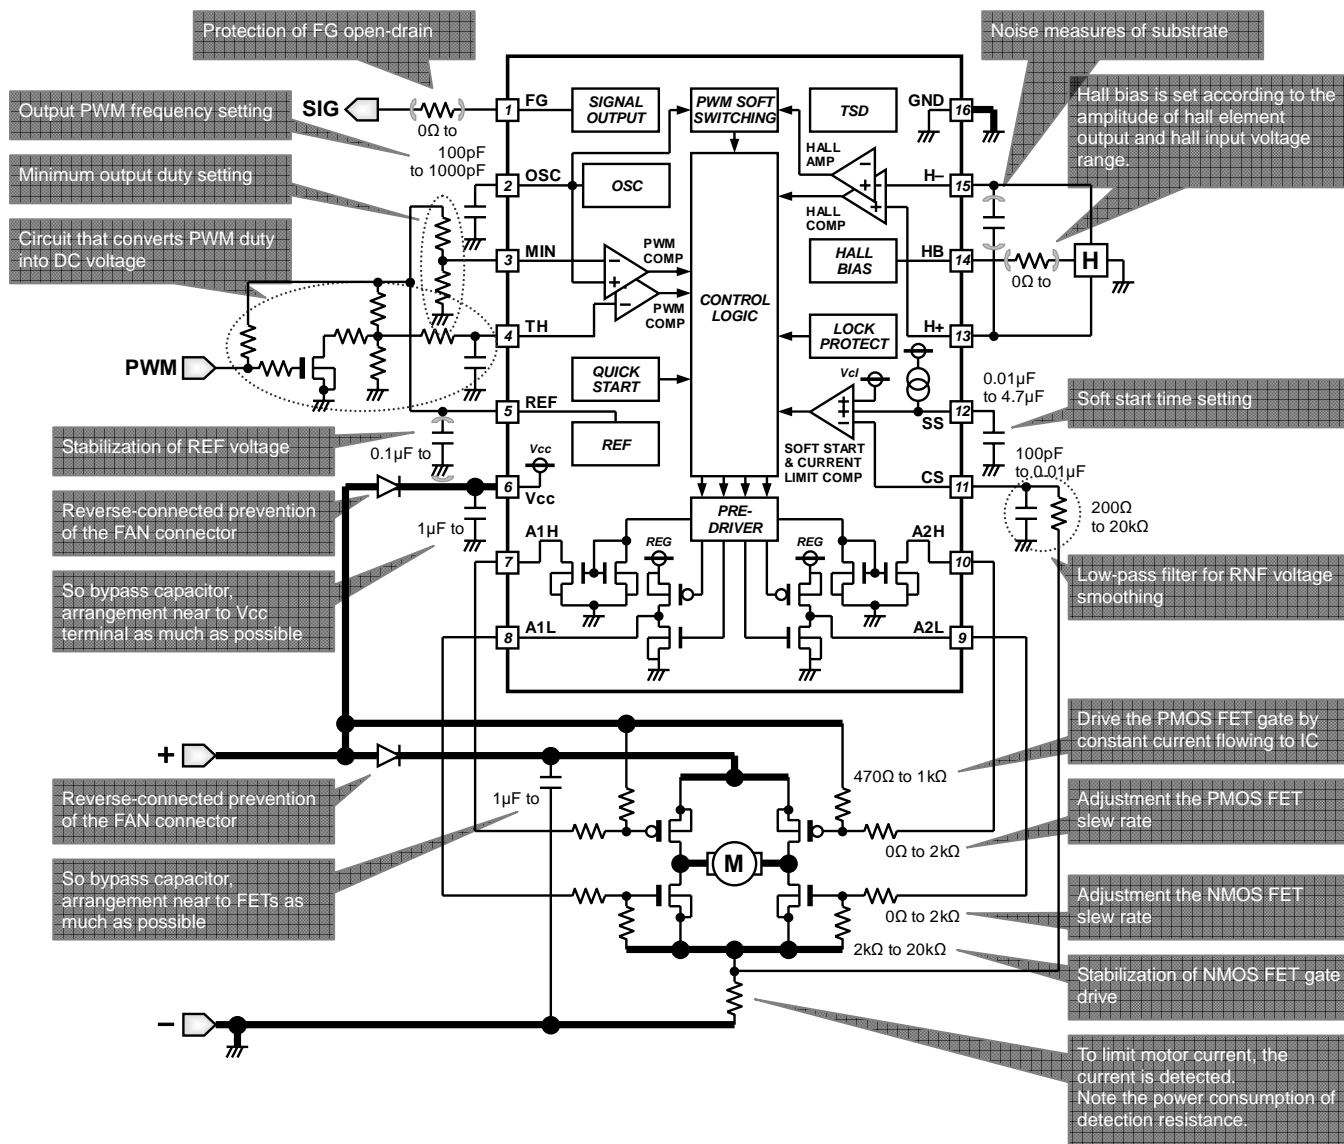 Protection of FG open-drain
Noise measures of substrate
Output PWM frequency setting
Hall bias is set according to the
amplitude of hall element
output and hall input voltage
range.
SIG
0Ω to
1
FG
SIGNAL
OUTPUT
PWM SOFT
SWITCHING
TSD
GND
16
100pF
to 1000pF
Minimum output duty setting
2
OSC
OSC
HALL
AMP
HALL
COMP
H–
15
Circuit that converts PWM duty
into DC voltage
3
MIN
PWM
COMP
PWM
COMP
CONTROL
LOGIC
HALL
BIAS
HB
14
0Ω to
H
4
TH
LOCK
PROTECT
H+
13
PWM
QUICK
START
Vcl
0.01µF
to 4.7µF
Soft start time setting
5
REF
REF
SS
12
Stabilization of REF voltage
0.1µF to
SOFT START
& CURRENT
LIMIT COMP
100pF
to 0.01µF
Vcc
6
Vcc
CS
11
200Ω
to 20kΩ
Reverse-connected prevention
of the FAN connector
1µF to
PRE-
DRIVER
A1H
7
REG
REG
A2H
10
Low-pass filter for RNF voltage
smoothing
So bypass capacitor,
arrangement near to Vcc
terminal as much as possible
8
A1L
A2L
9
+
Drive the PMOS FET gate by
constant current flowing to IC
470Ω to 1kΩ
Reverse-connected prevention
of the FAN connector
1µF to
Adjustment the PMOS FET
slew rate
0Ω to 2kΩ
M
So bypass capacitor,
arrangement near to FETs as
much as possible
Adjustment the NMOS FET
slew rate
0Ω to 2kΩ
2kΩ to 20kΩ
Stabilization of NMOS FET gate
drive
–
To limit motor current, the
current is detected.
Note the power consumption of
detection resistance.